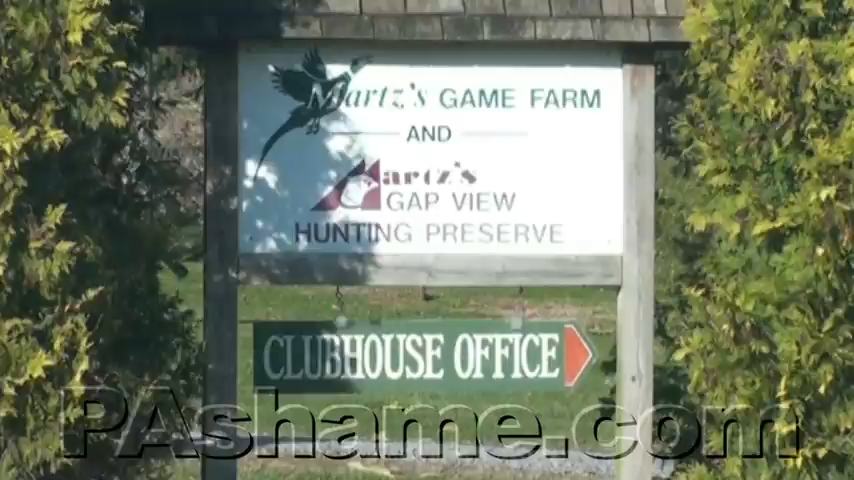 Martz's GAME FARM
AND
Martz's
GAP VIEW
HUNTING PRESERVE
CLUBHOUSE OFFICE
PAshame.com